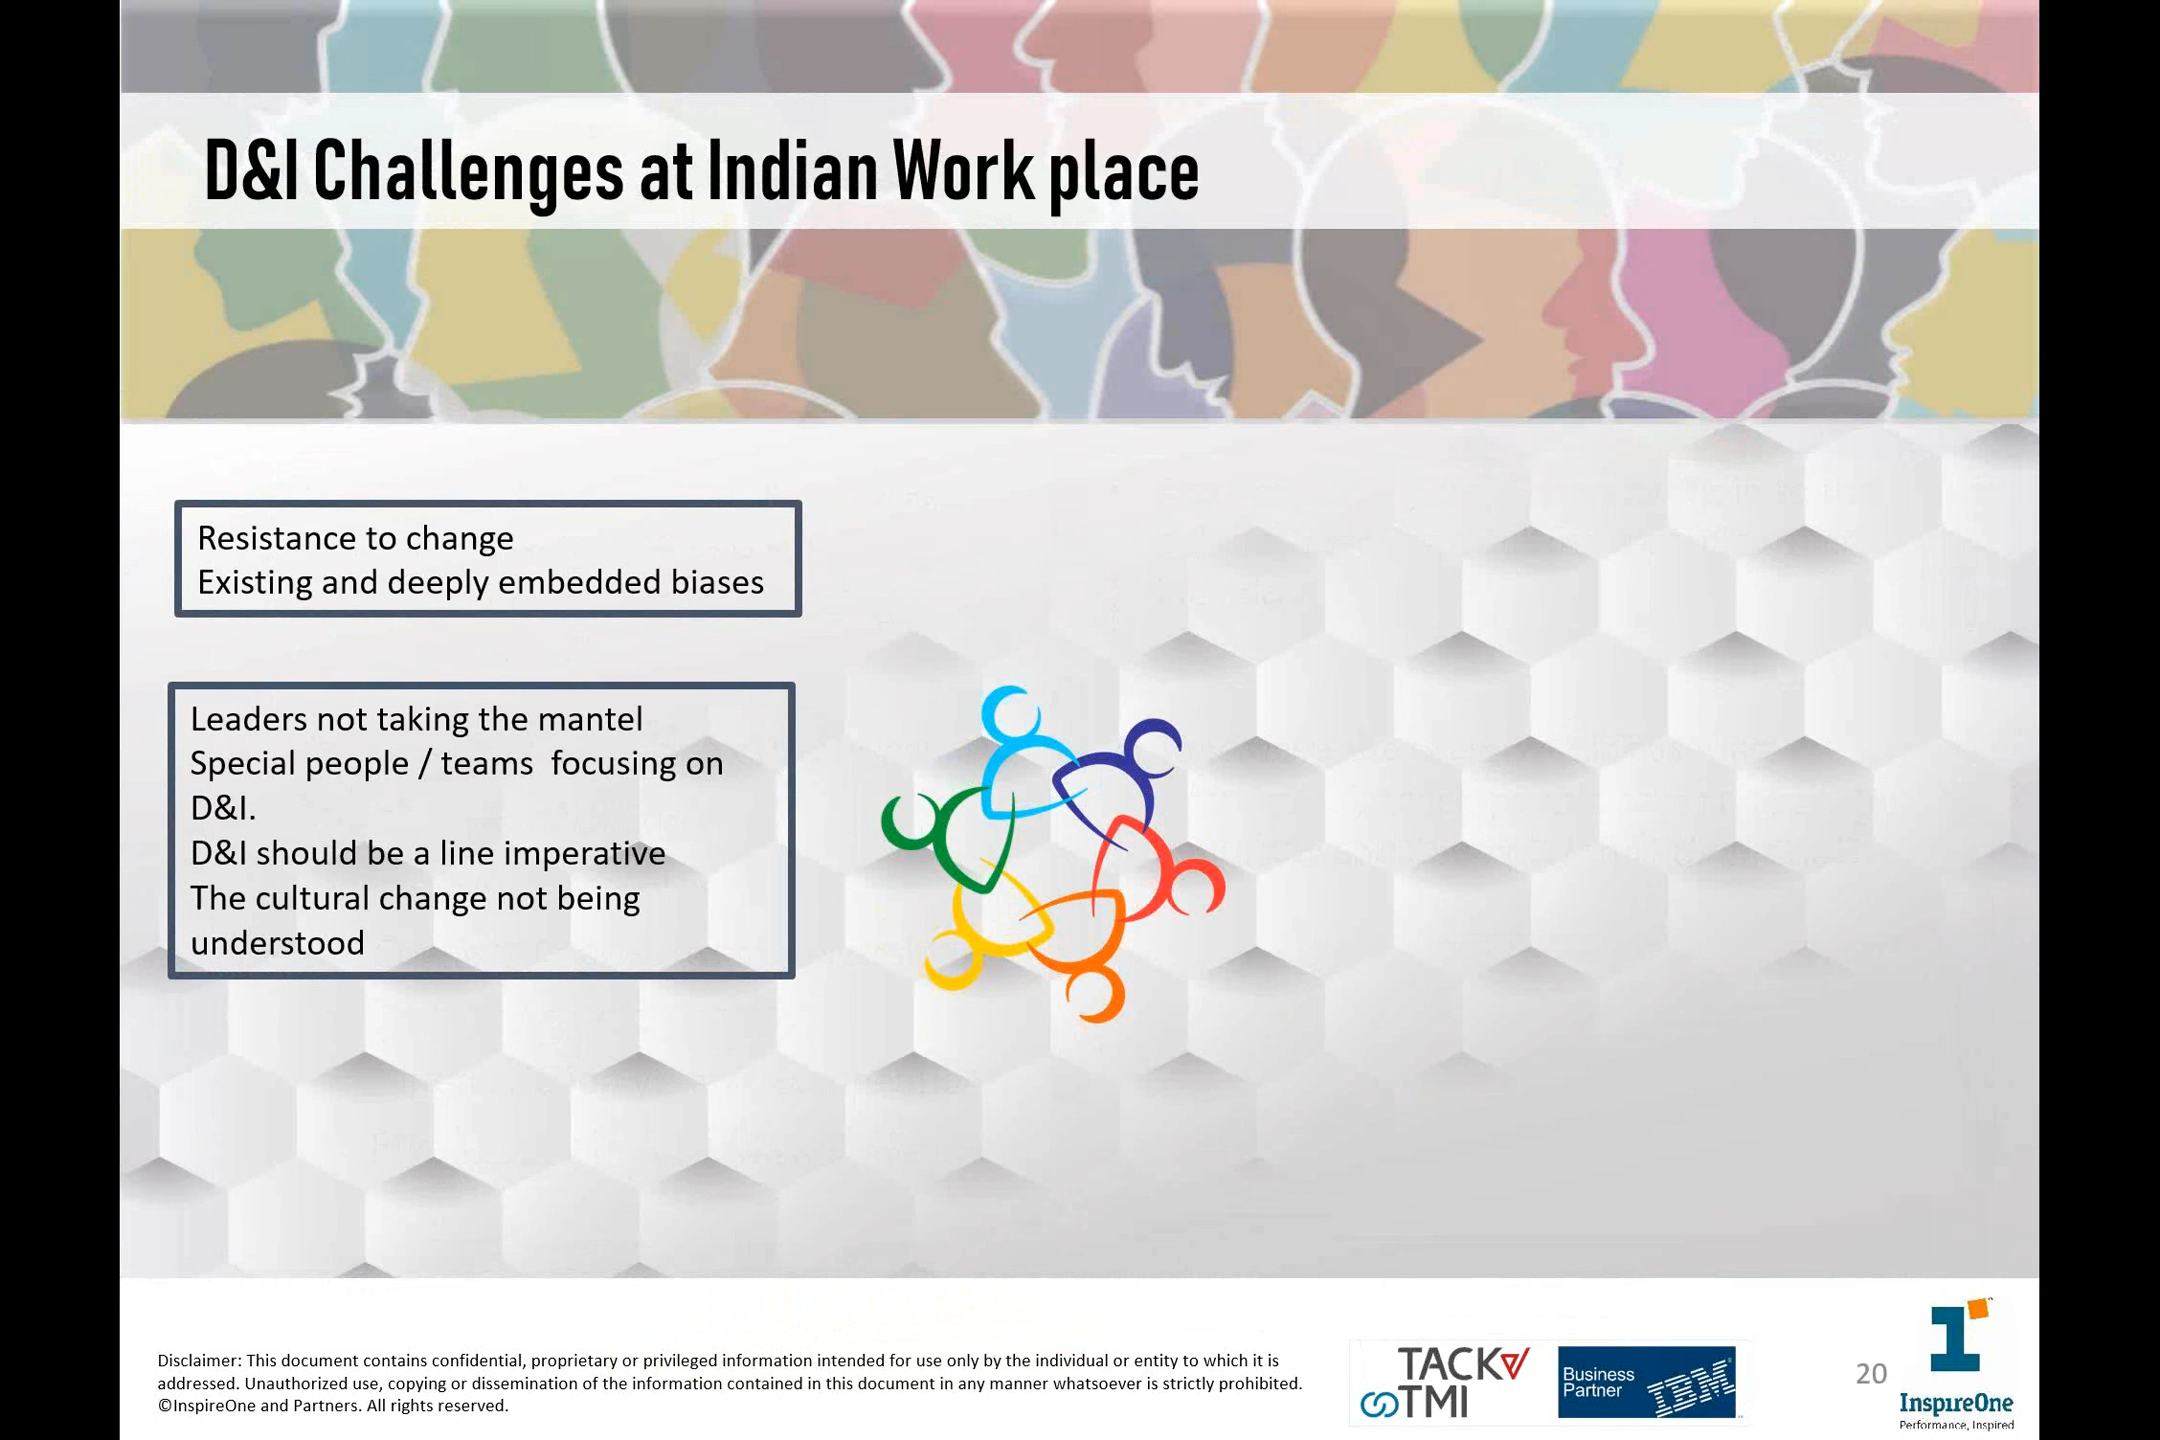 D&I Challenges at Indian Work place
Resistance to change
Existing and deeply embedded biases
Leaders not taking the mantel
Special people / teams  focusing on
D&I.
D&I should be a line imperative
The cultural change not being
understood
Disclaimer: This document contains confidential, proprietary or privileged information intended for use only by the individual or entity to which it is
addressed. Unauthorized use, copying or dissemination of the information contained in this document in any manner whatsoever is strictly prohibited.
©InspireOne and Partners. All rights reserved.
TACK
TMI
Business
Partner
IBM
20
InspireOne
Performance, Inspired